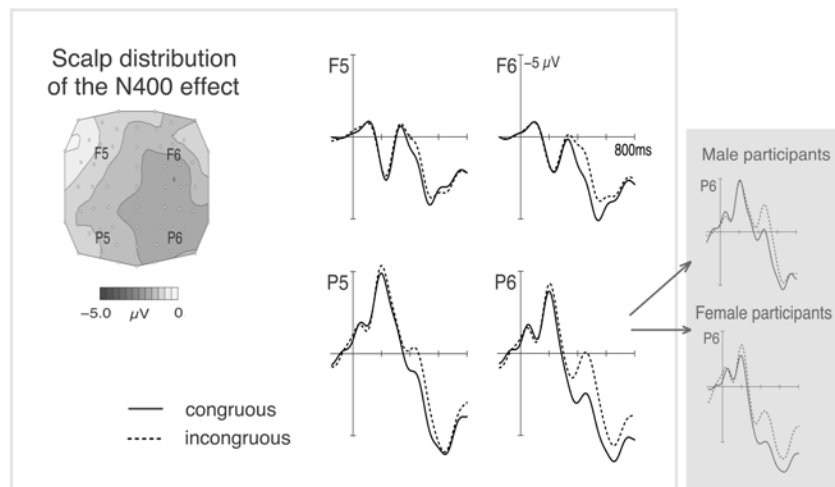 Scalp distribution
of the N400 effect
F5
F6
P5
P6
−5.0
µV
0
congruous
incongruous
F5
F6
−5 µV
800ms
P5
P6
Male participants
P6
Female participants
P6